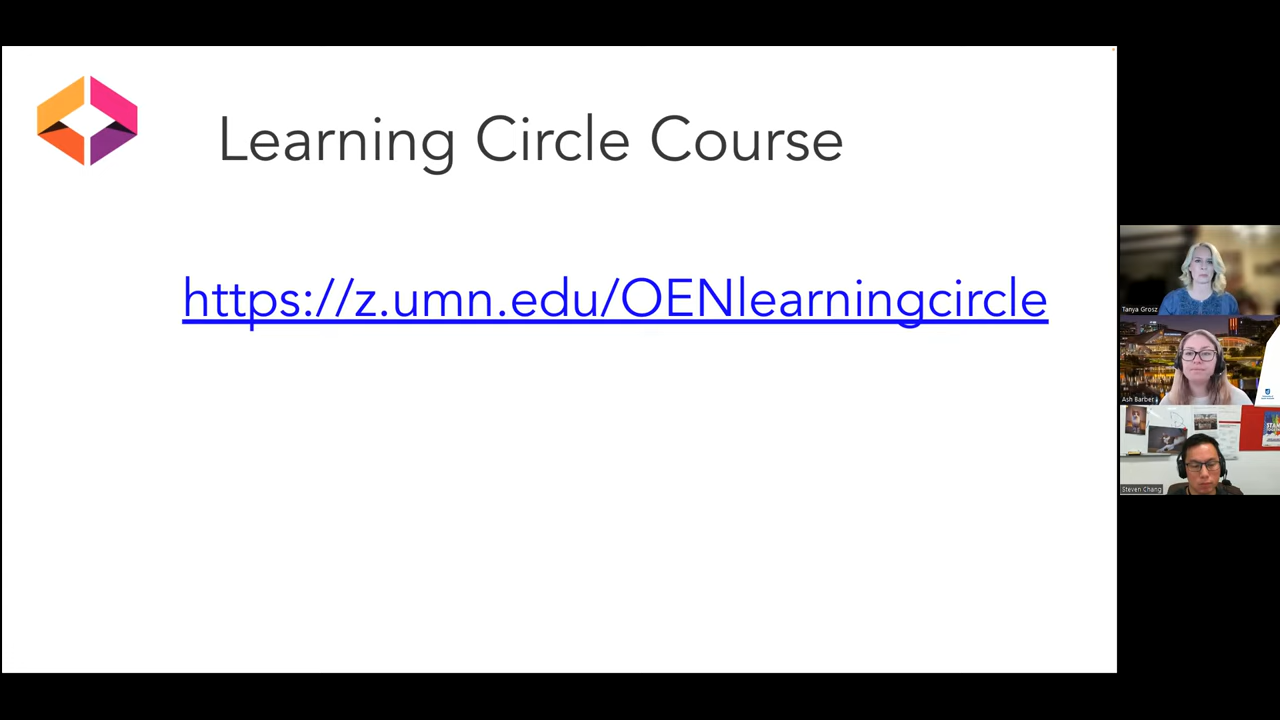 Learning Circle Course
https://z.umn.edu/OENlearningcircle
Tanya Grosz
Ash Barber
Steven Chang